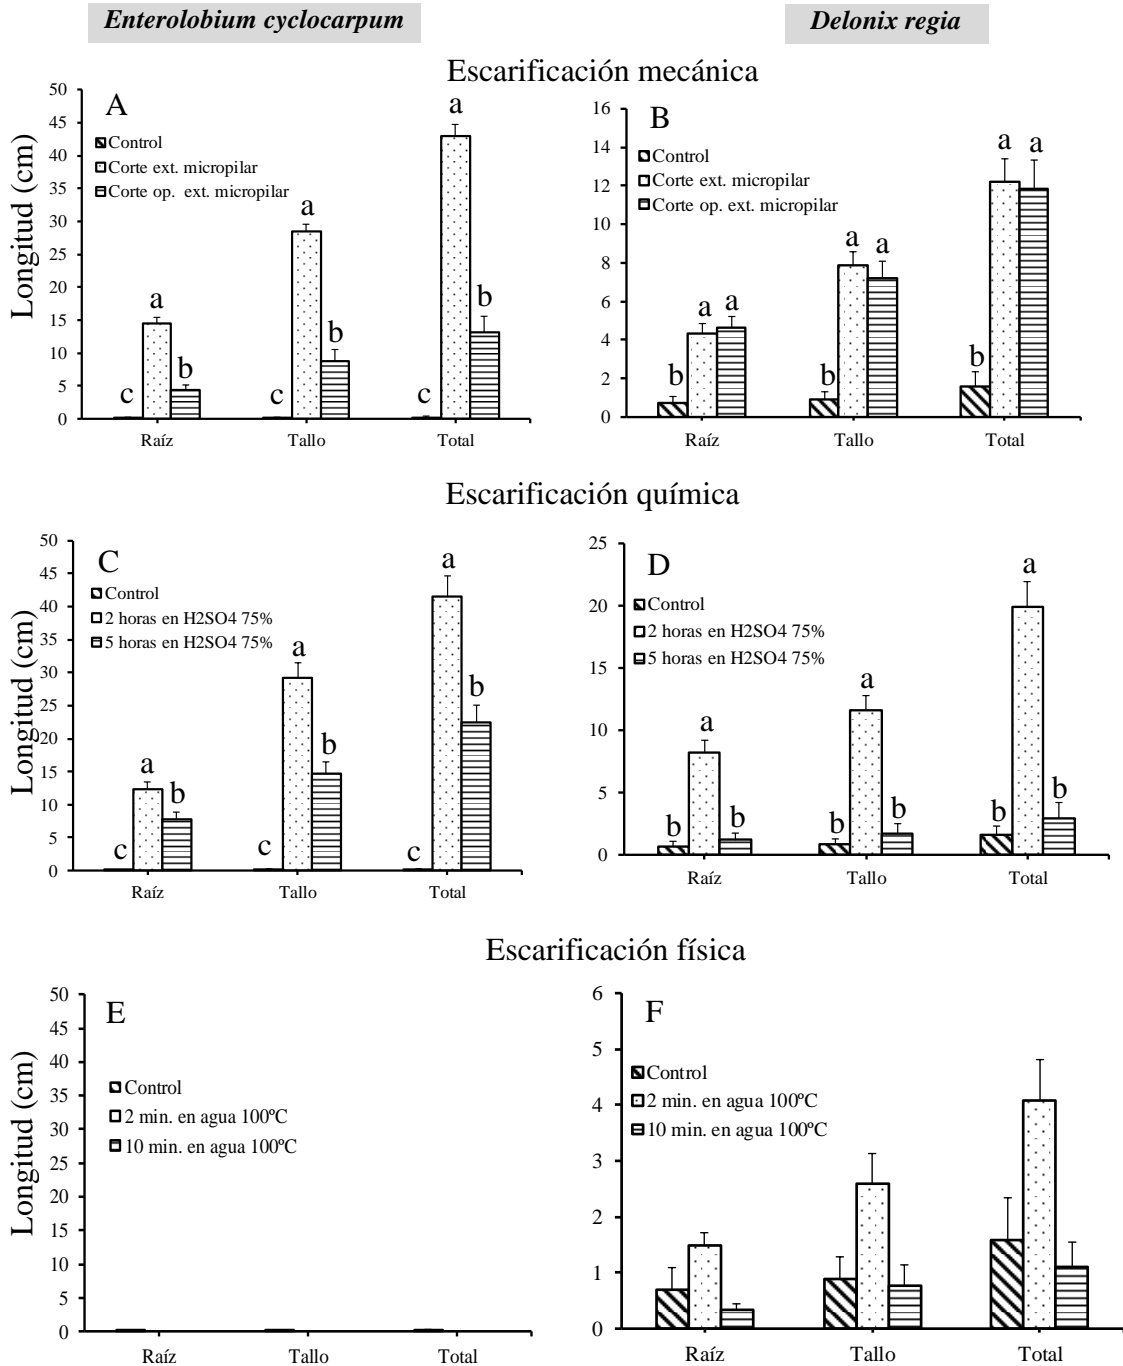 Enterolobium cyclocarpum
Delonix regia
Escarificación mecánica
Longitud (cm)
50
45
40
35
30
25
20
15
10
5
0
A
Control
Corte ext. micropilar
Corte op. ext. micropilar
c
a
b
c
a
b
c
a
b
Raíz
Tallo
Total
16
14
12
10
8
6
4
2
0
B
Control
Corte ext. micropilar
Corte op. ext. micropilar
b
a
a
b
a
a
b
a
a
Raíz
Tallo
Total
Escarificación química
Longitud (cm)
50
45
40
35
30
25
20
15
10
5
0
C
Control
2 horas en H2SO4 75%
5 horas en H2SO4 75%
c
a
b
c
a
b
c
a
b
Raíz
Tallo
Total
25
20
15
10
5
0
D
Control
2 horas en H2SO4 75%
5 horas en H2SO4 75%
b
a
b
b
a
b
b
a
b
Raíz
Tallo
Total
Escarificación física
Longitud (cm)
50
45
40
35
30
25
20
15
10
5
0
E
Control
2 min. en agua 100ºC
10 min. en agua 100ºC
Raíz
Tallo
Total
6
5
4
3
2
1
0
F
Control
2 min. en agua 100ºC
10 min. en agua 100ºC
Raíz
Tallo
Total